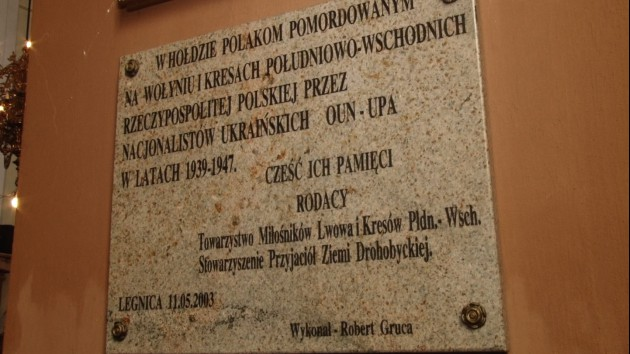 W HOŁDZIE POLAKOM POMORDOWANYM
NA WOŁYNIU I KRESACH POŁUDNIOWO-WSCHODNICH
RZECZYPOSPOLITEJ POLSKIEJ PRZEZ
NACJONALISTÓW UKRAIŃSKICH OUN - UPA
W LATACH 1939-1947.
CZEŚĆ ICH PAMIĘCI
RODACY
Towarzystwo Miłośników Lwowa i Kresów Płdn.- Wsch.
Stowarzyszenie Przyjaciół Ziemi Drohobyckiej.
LEGNICA 11.05.2003
Wykonał - Robert Gruca